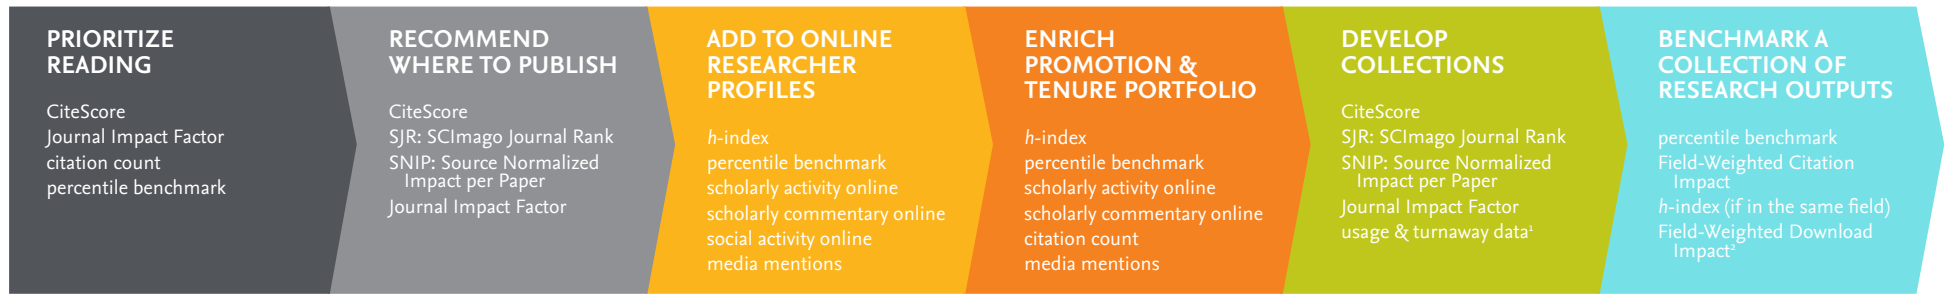 PRIORITIZE
READING
CiteScore
Journal Impact Factor
citation count
percentile benchmark
RECOMMEND
WHERE TO PUBLISH
CiteScore
SJR: SCImago Journal Rank
SNIP: Source Normalized
Impact per Paper
Journal Impact Factor
ADD TO ONLINE
RESEARCHER
PROFILES
h-index
percentile benchmark
scholarly activity online
scholarly commentary online
social activity online
media mentions
ENRICH
PROMOTION &
TENURE PORTFOLIO
h-index
percentile benchmark
scholarly activity online
scholarly commentary online
citation count
media mentions
DEVELOP
COLLECTIONS
CiteScore
SJR: SCImago Journal Rank
SNIP: Source Normalized
Impact per Paper
Journal Impact Factor
usage & turnaway data¹
BENCHMARK A
COLLECTION OF
RESEARCH OUTPUTS
percentile benchmark
Field-Weighted Citation
Impact
h-index (if in the same field)
Field-Weighted Download
Impact²